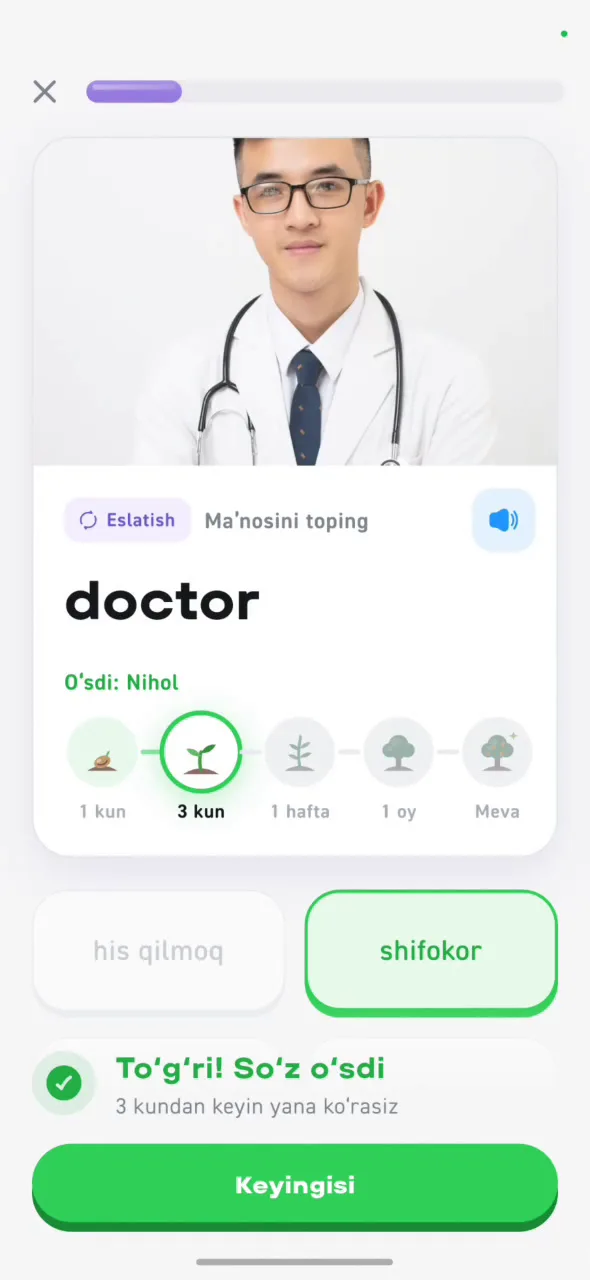 Eslatish Ma’nosini toping
doctor
O‘sdi: Nihol
1 kun 3 kun 1 hafta 1 oy Meva
his qilmoq shifokor
To‘g‘ri! So‘z o‘sdi
3 kundan keyin yana ko‘rasiz
Keyingisi